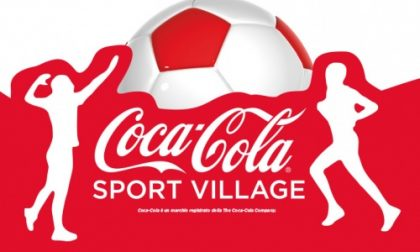 Coca-Cola®
SPORT VILLAGE
Coca-Cola è un marchio registrato della The Coca-Cola Company.